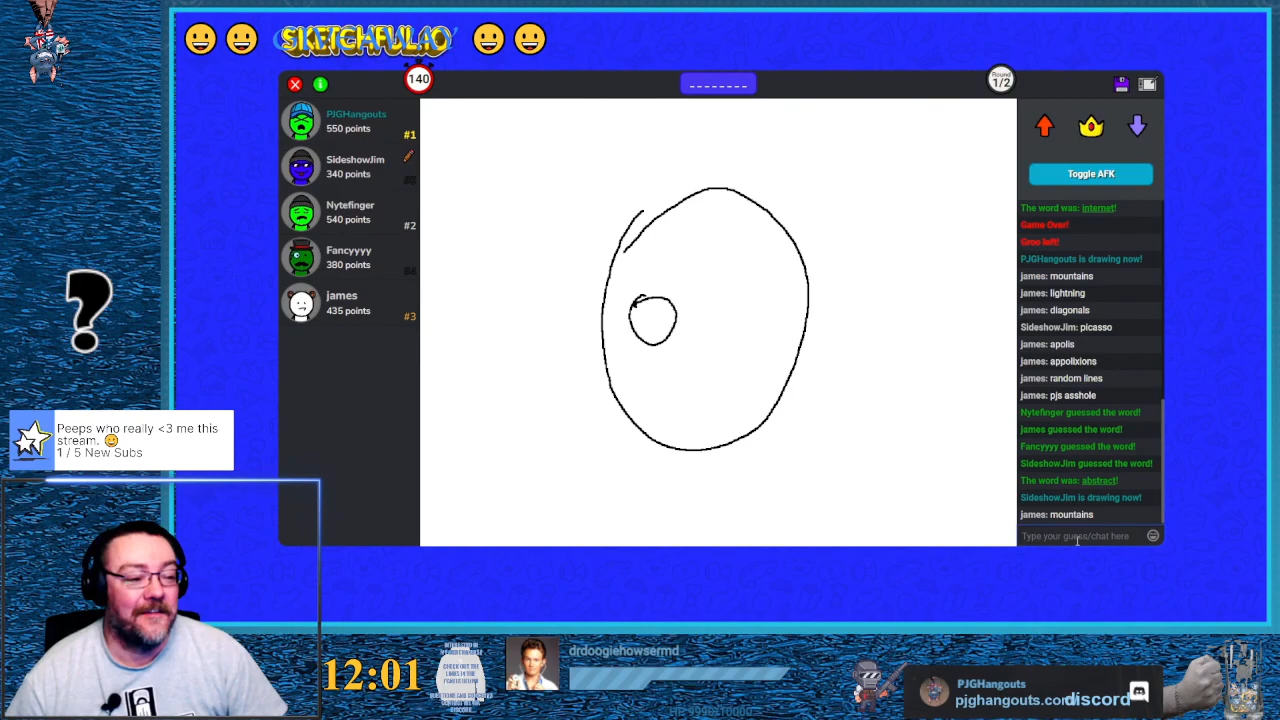 SKETCHFUL.IO
140
_ _ _ _ _ _ _ _
Round
1/2
PJGHangouts
550 points
#1
SideshowJim
340 points
Nytefinger
540 points
#2
Fancyyyy
380 points
#4
james
435 points
#3
Toggle AFK
The word was: internet!
Game Over!
Groo left!
PJGHangouts is drawing now!
james: mountains
james: lightning
james: diagonals
SideshowJim: picasso
james: apolis
james: appollxions
james: random lines
james: pjs asshole
Nytefinger guessed the word!
james guessed the word!
Fancyyyy guessed the word!
SideshowJim guessed the word!
The word was: abstract!
SideshowJim is drawing now!
james: mountains
Type your guess/chat here
?
Peeps who really <3 me this
stream.
1 / 5 New Subs
12:01
drdoogiehowsermd
PJGHangouts
pjghangouts.com/discord